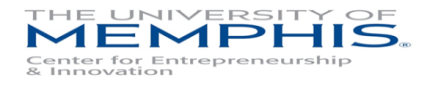 THE UNIVERSITY OF
MEMPHIS®
Center for Entrepreneurship
& Innovation